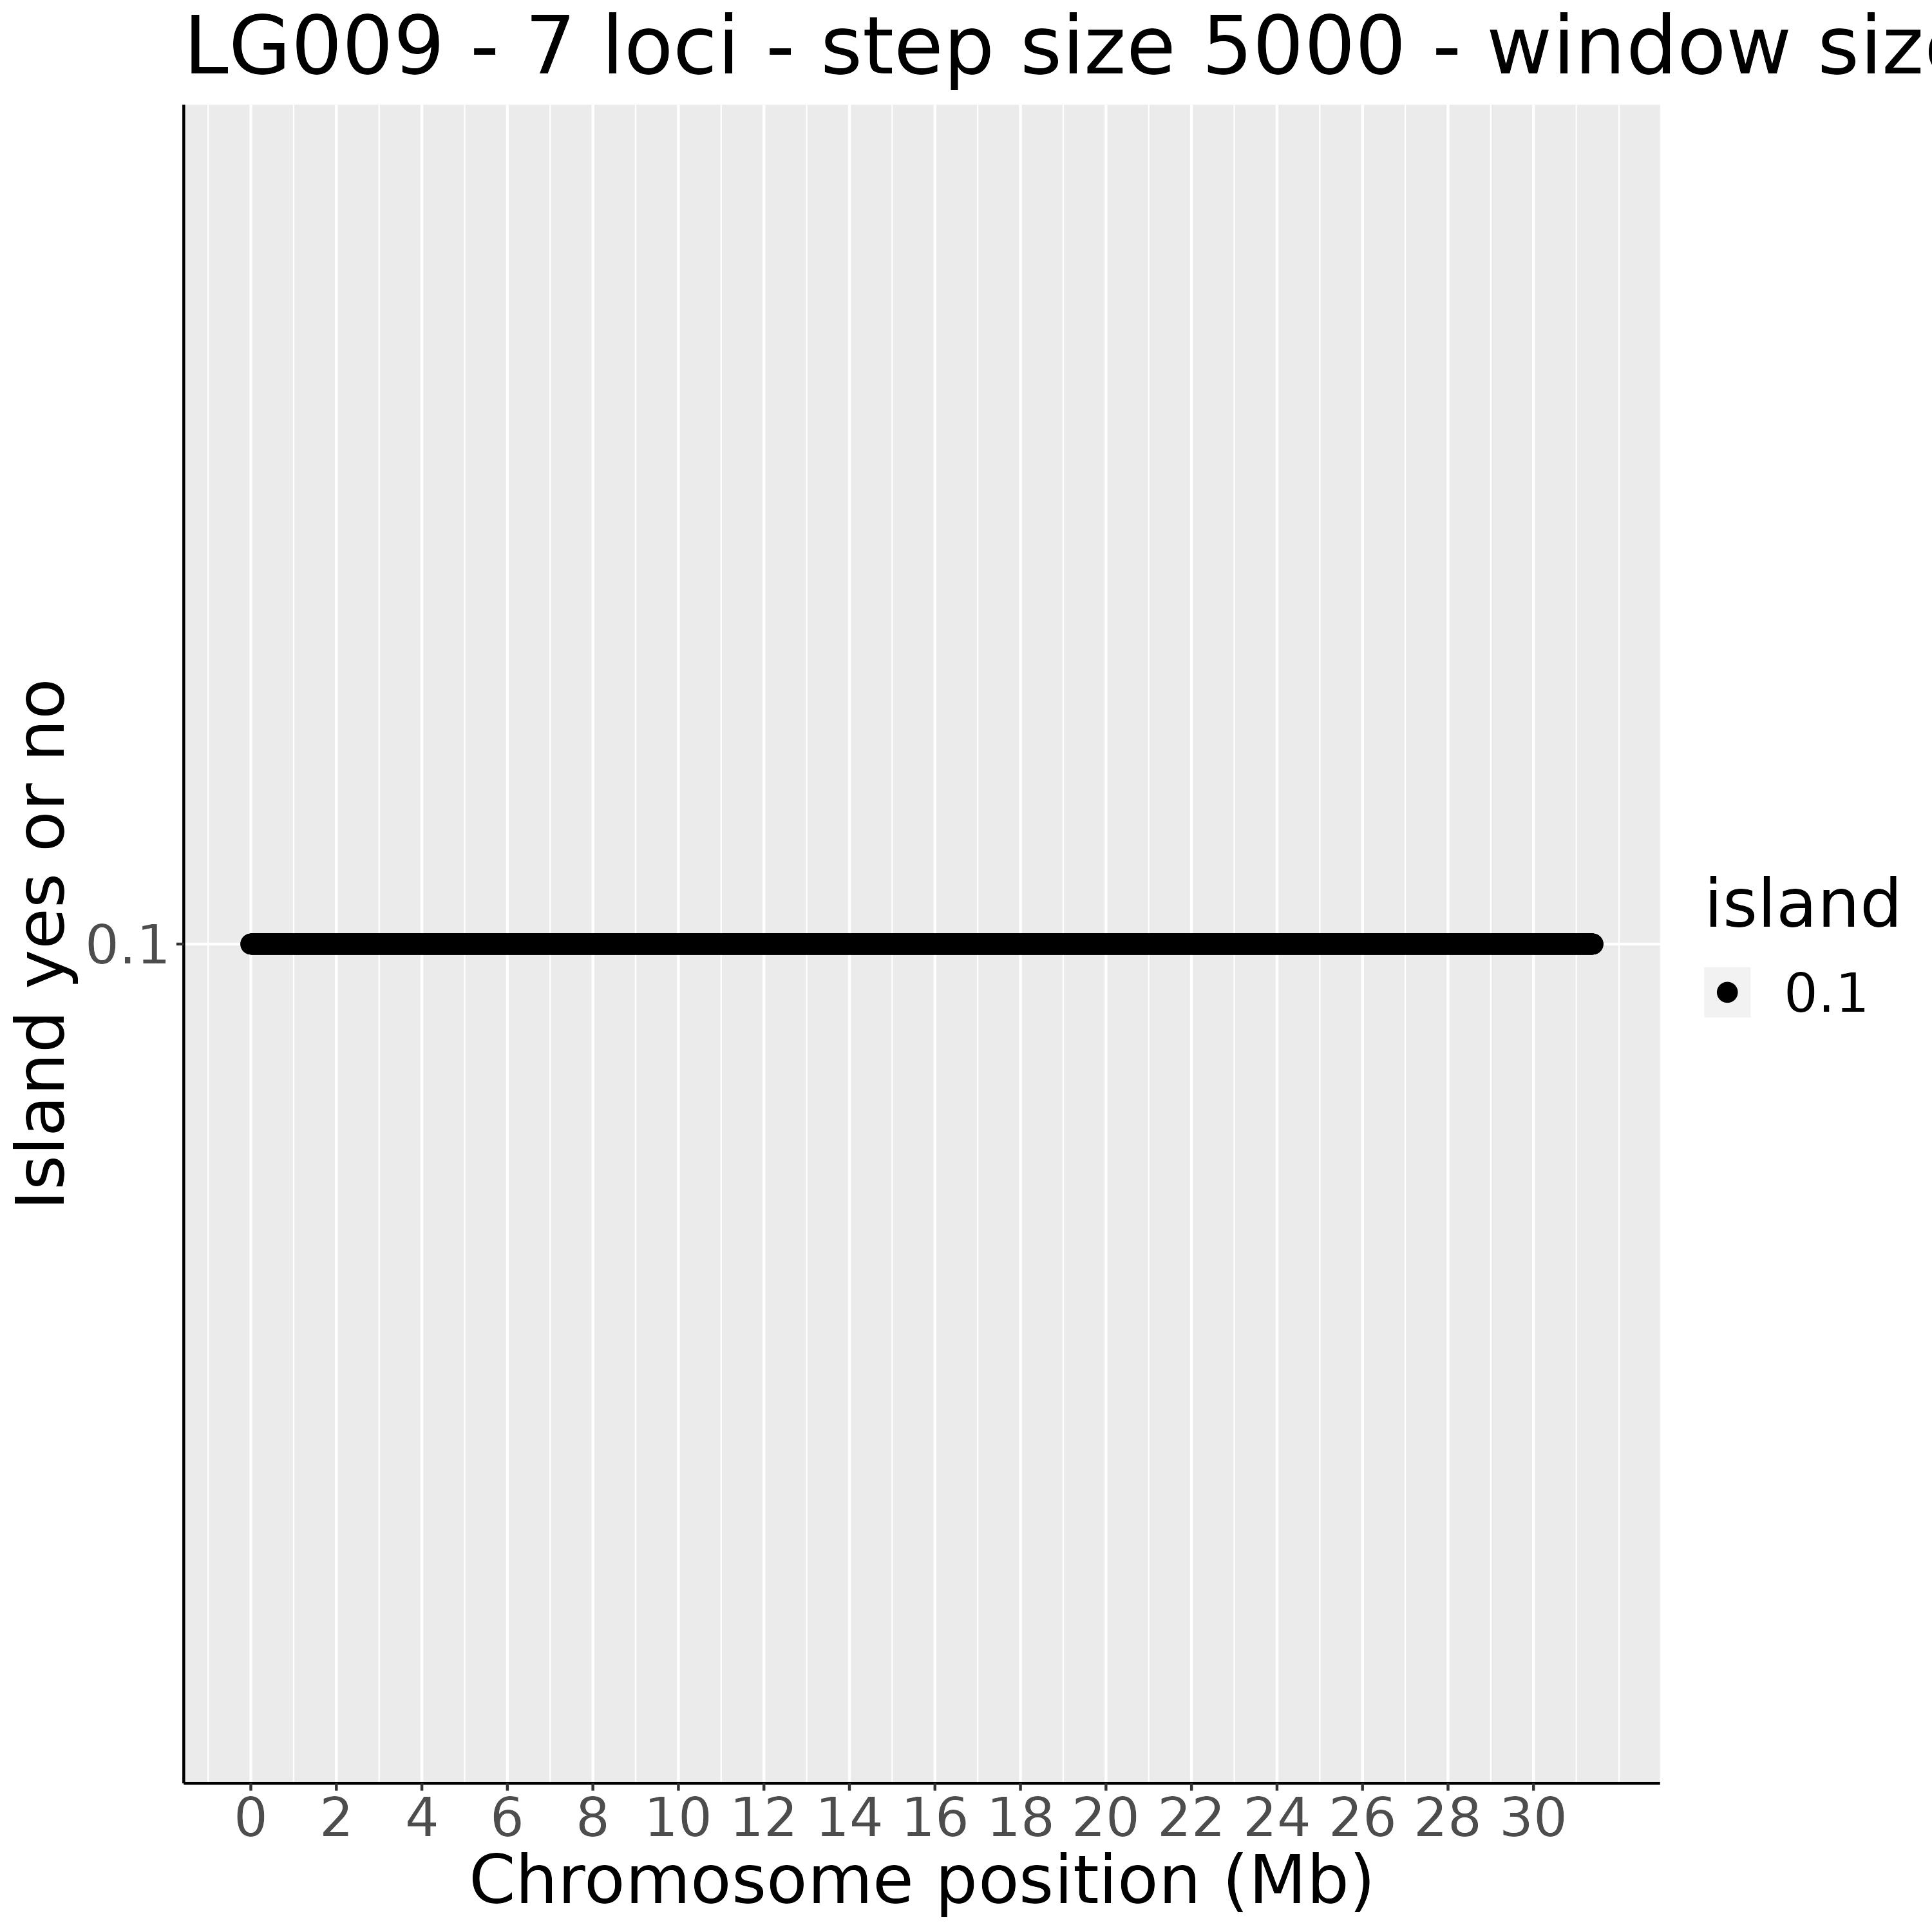 LG009 - 7 loci - step size 5000 - window
Island yes or no
0.1
island
0.1
0 2 4 6 8 10 12 14 16 18 20 22 24 26 28 30
Chromosome position (Mb)